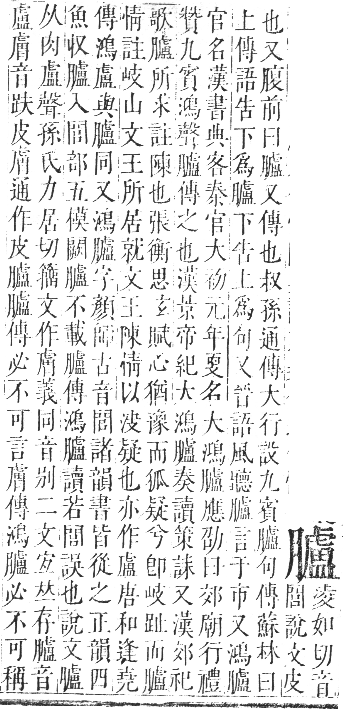 臚凌如切音
閭說文皮
也又腹前曰臚又傳也叔孫通傳大行設九賓臚句傳蘇林曰
上傳語告下爲臚下告上爲句又晉語風聽臚言于市又鴻臚
官名漢書典客秦官大初元年更名大鴻臚應劭曰郊廟行禮
贊九賓鴻聲臚傳之也漢景帝紀大鴻臚奏讀策誄又漢郊祀
歌臚所求註陳也張衡思玄賦心猶豫而狐疑兮卽岐趾而臚
情註岐山文王所居就文王陳情以決疑也亦作盧唐和逢堯
傳鴻盧與臚同又鴻臚字顏師古音閭諸韻書皆從之正韻四
魚收臚入閭部五模闕臚不載臚傳鴻臚讀若閭誤也說文臚
从肉盧聲孫氏力居切籀文作膚義同音別二文宜𠀤存臚音
盧膚音趺皮膚通作皮臚臚傳必不可言膚傳鴻臚必不可稱